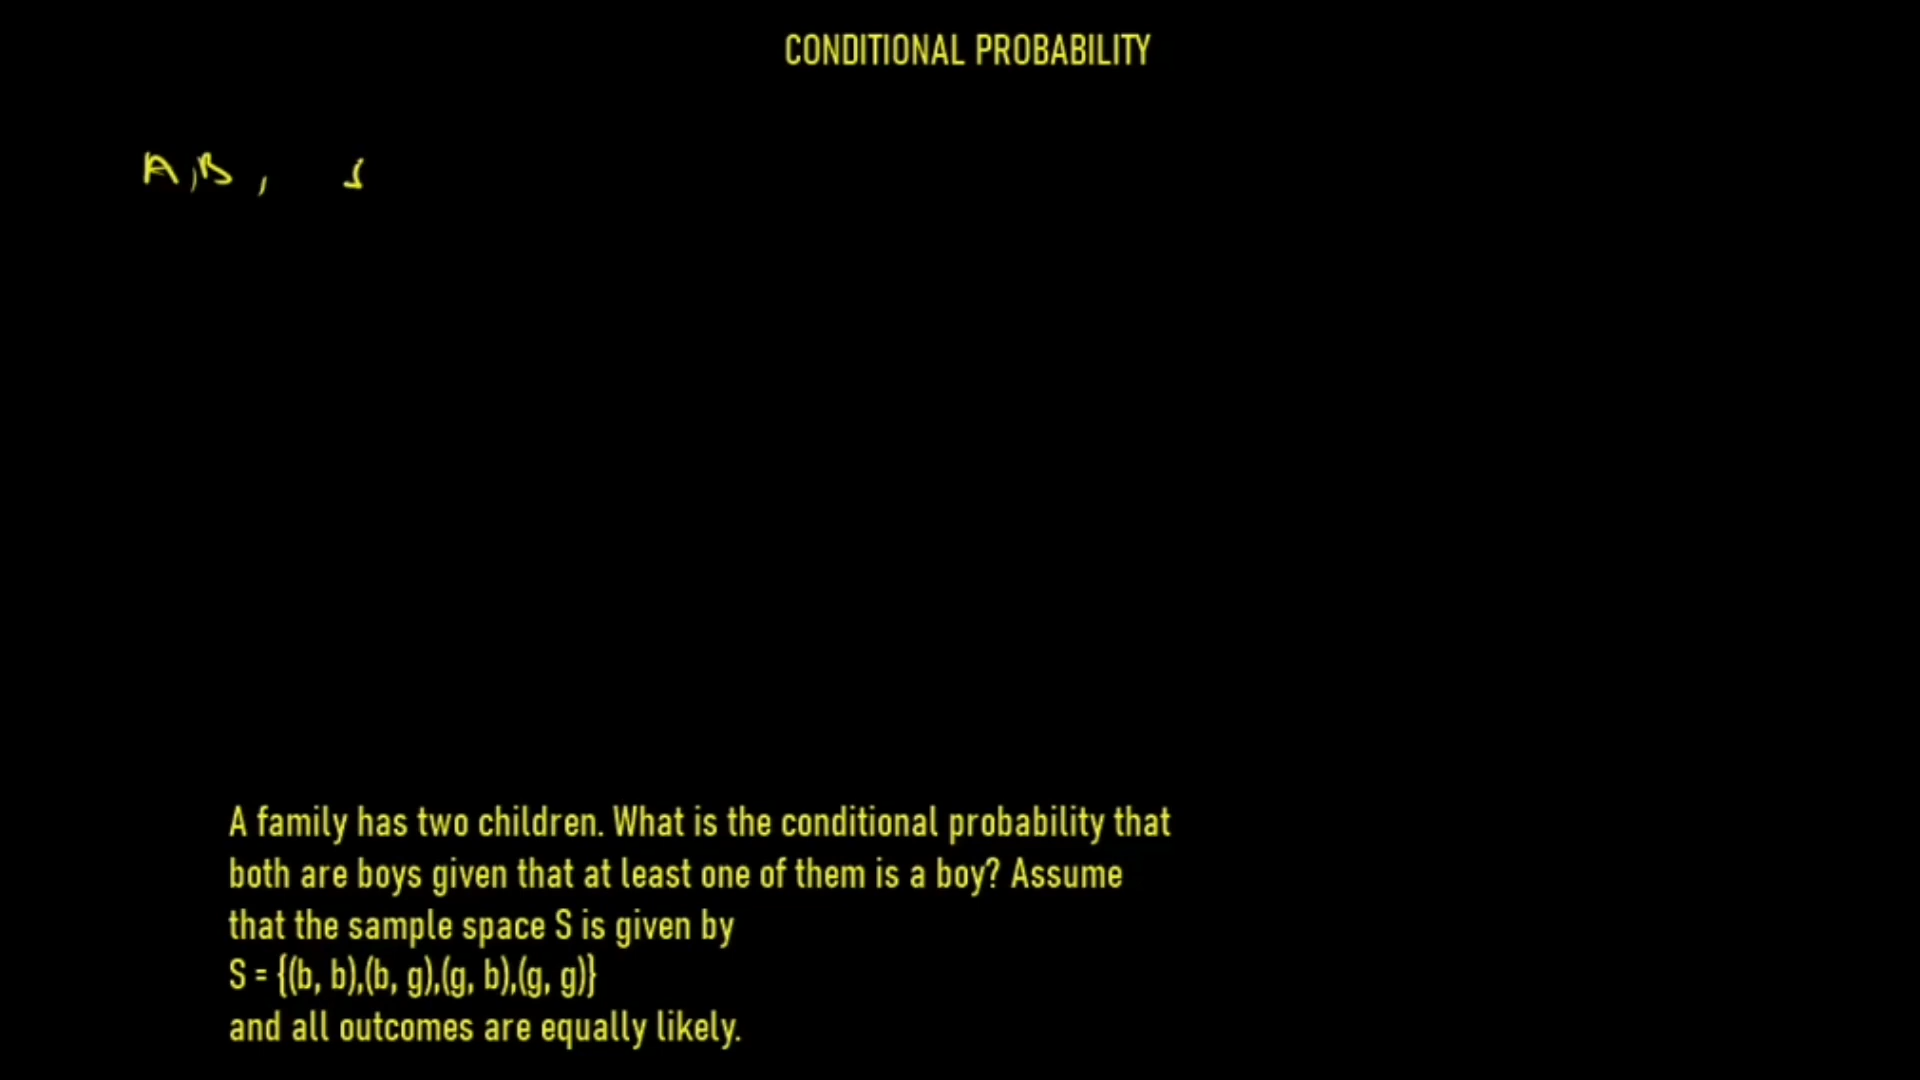 CONDITIONAL PROBABILITY
A, B, S
A family has two children. What is the conditional probability that
both are boys given that at least one of them is a boy? Assume
that the sample space S is given by
S = {(b, b),(b, g),(g, b),(g, g)}
and all outcomes are equally likely.